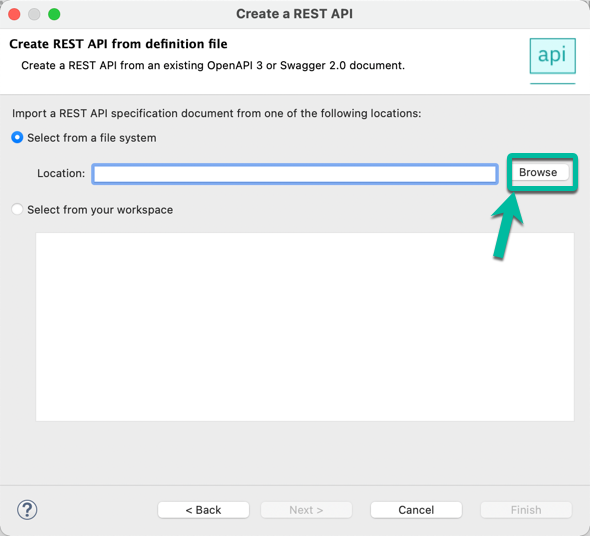 Create a REST API
Create REST API from definition file
Create a REST API from an existing OpenAPI 3 or Swagger 2.0 document.
api
Import a REST API specification document from one of the following locations:
Select from a file system
Location:
Browse
Select from your workspace
?
< Back
Next >
Cancel
Finish